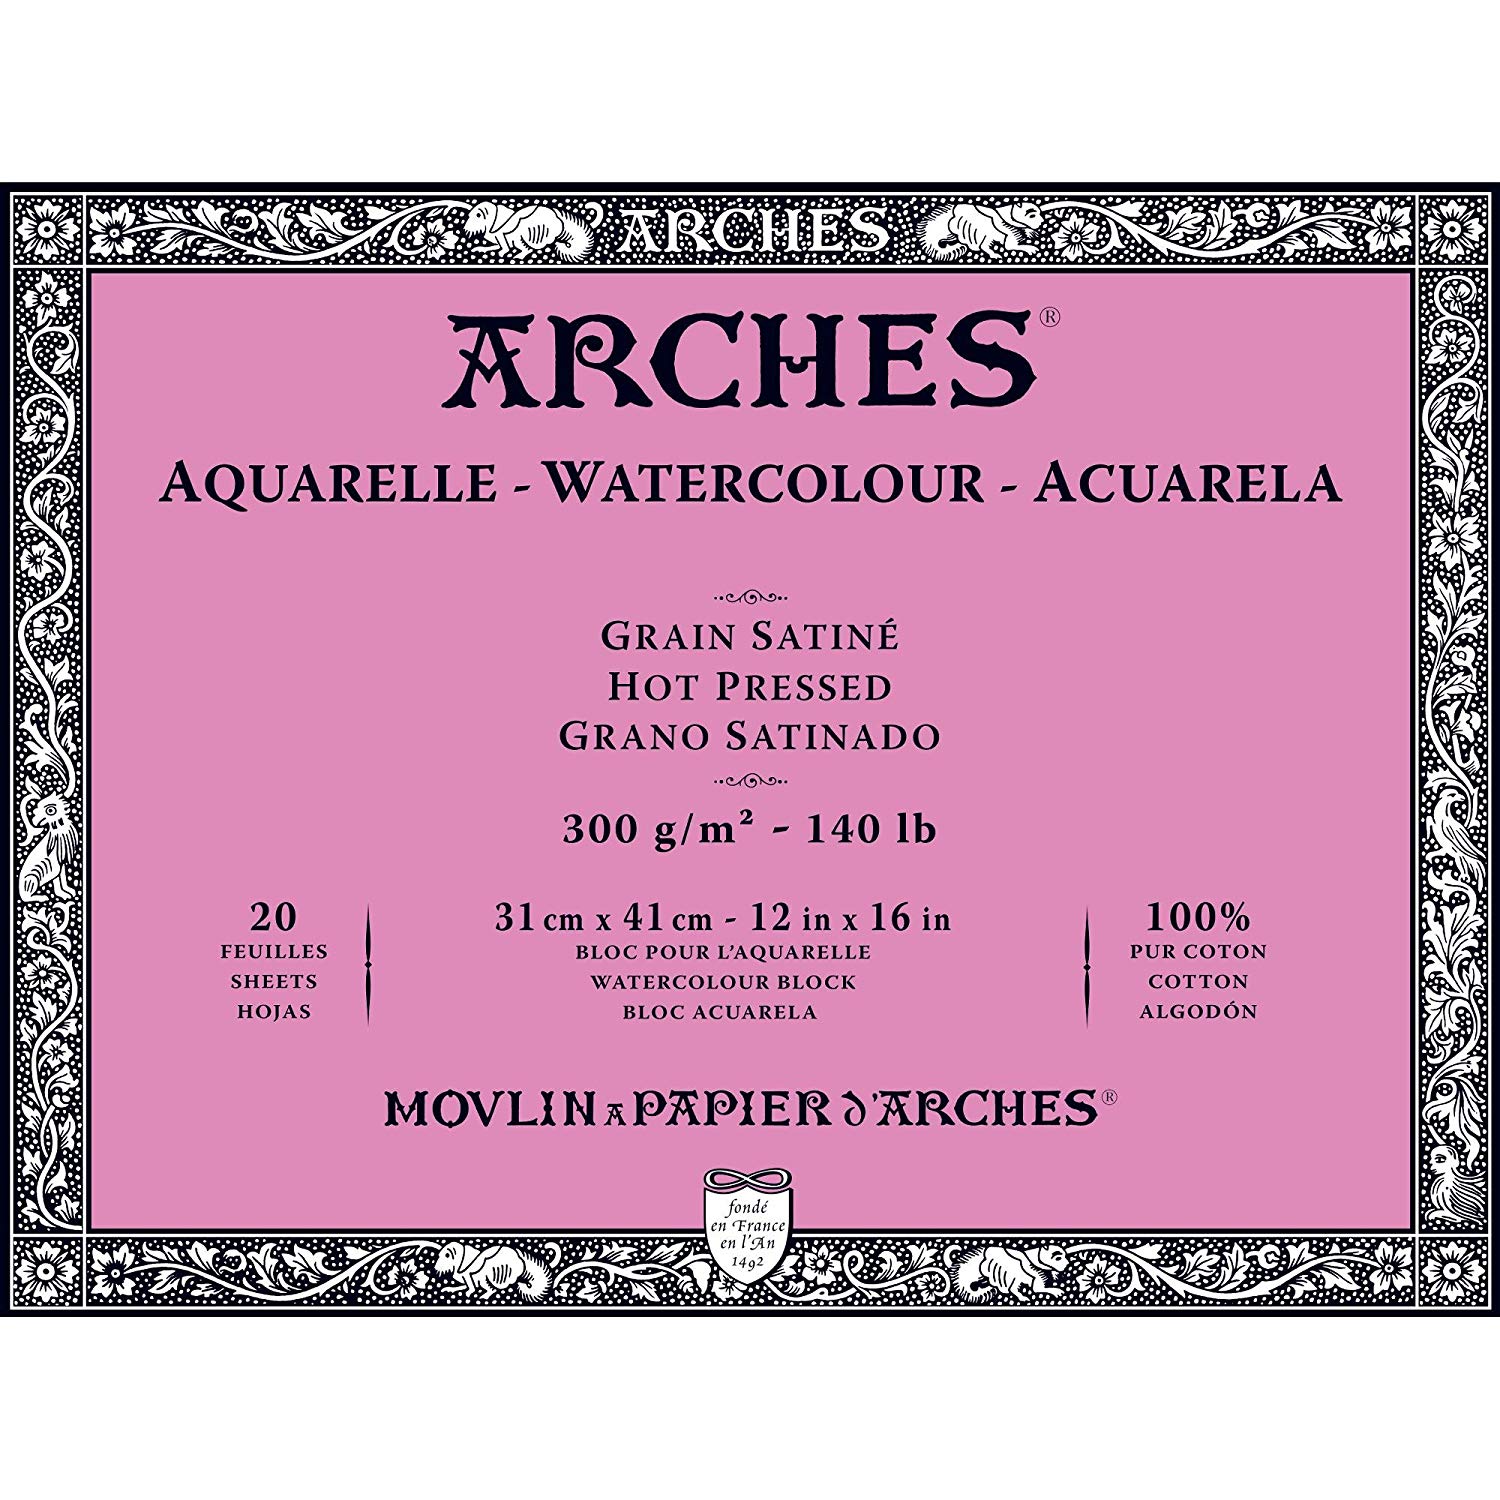 ARCHES
ARCHES®
AQUARELLE - WATERCOLOUR - ACUARELA
GRAIN SATINÉ
HOT PRESSED
GRANO SATINADO
300 g/m² - 140 lb
20
FEUILLES
SHEETS
HOJAS
31 cm x 41 cm - 12 in x 16 in
BLOC POUR L'AQUARELLE
WATERCOLOUR BLOCK
BLOC ACUARELA
100%
PUR COTON
COTTON
ALGODÓN
MOVLIN A PAPIER d'ARCHES®
fondé
en France
en l'An
1492